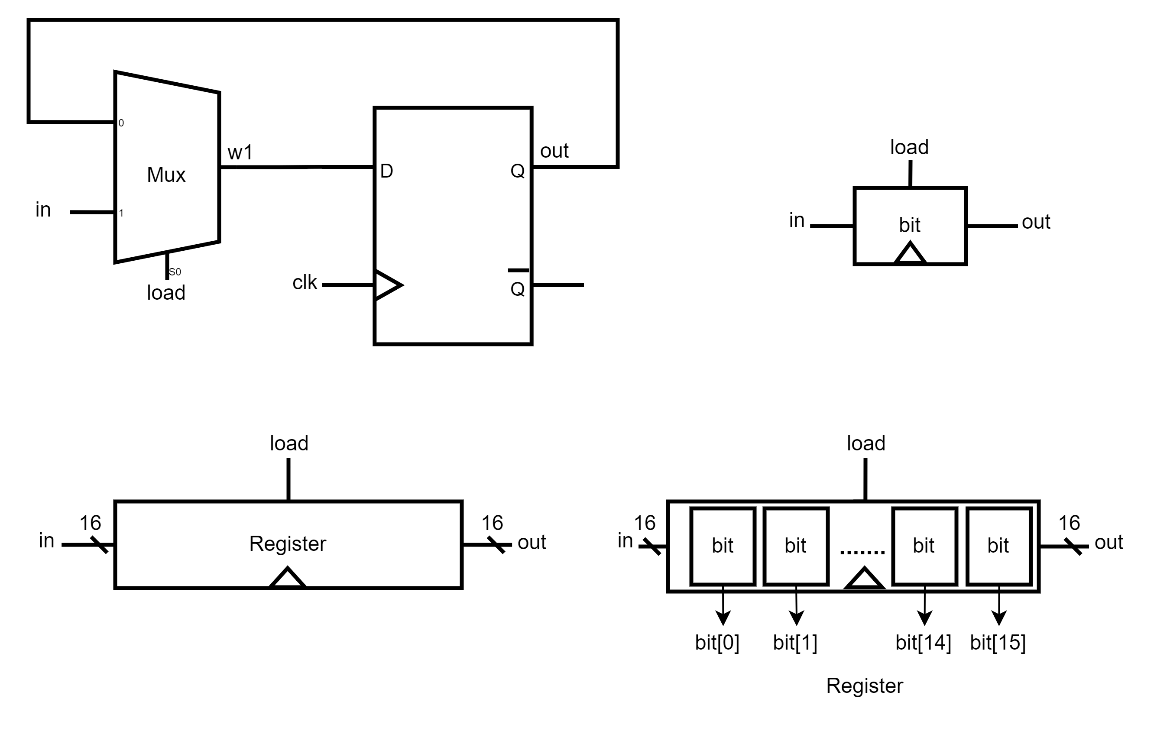 0
Mux
w1
in
1
S0
load
D
Q
out
clk
Q
load
in
bit
out
load
16
in
Register
16
out
load
16
in
bit
bit
.......
bit
bit
16
out
bit[0]
bit[1]
bit[14]
bit[15]
Register